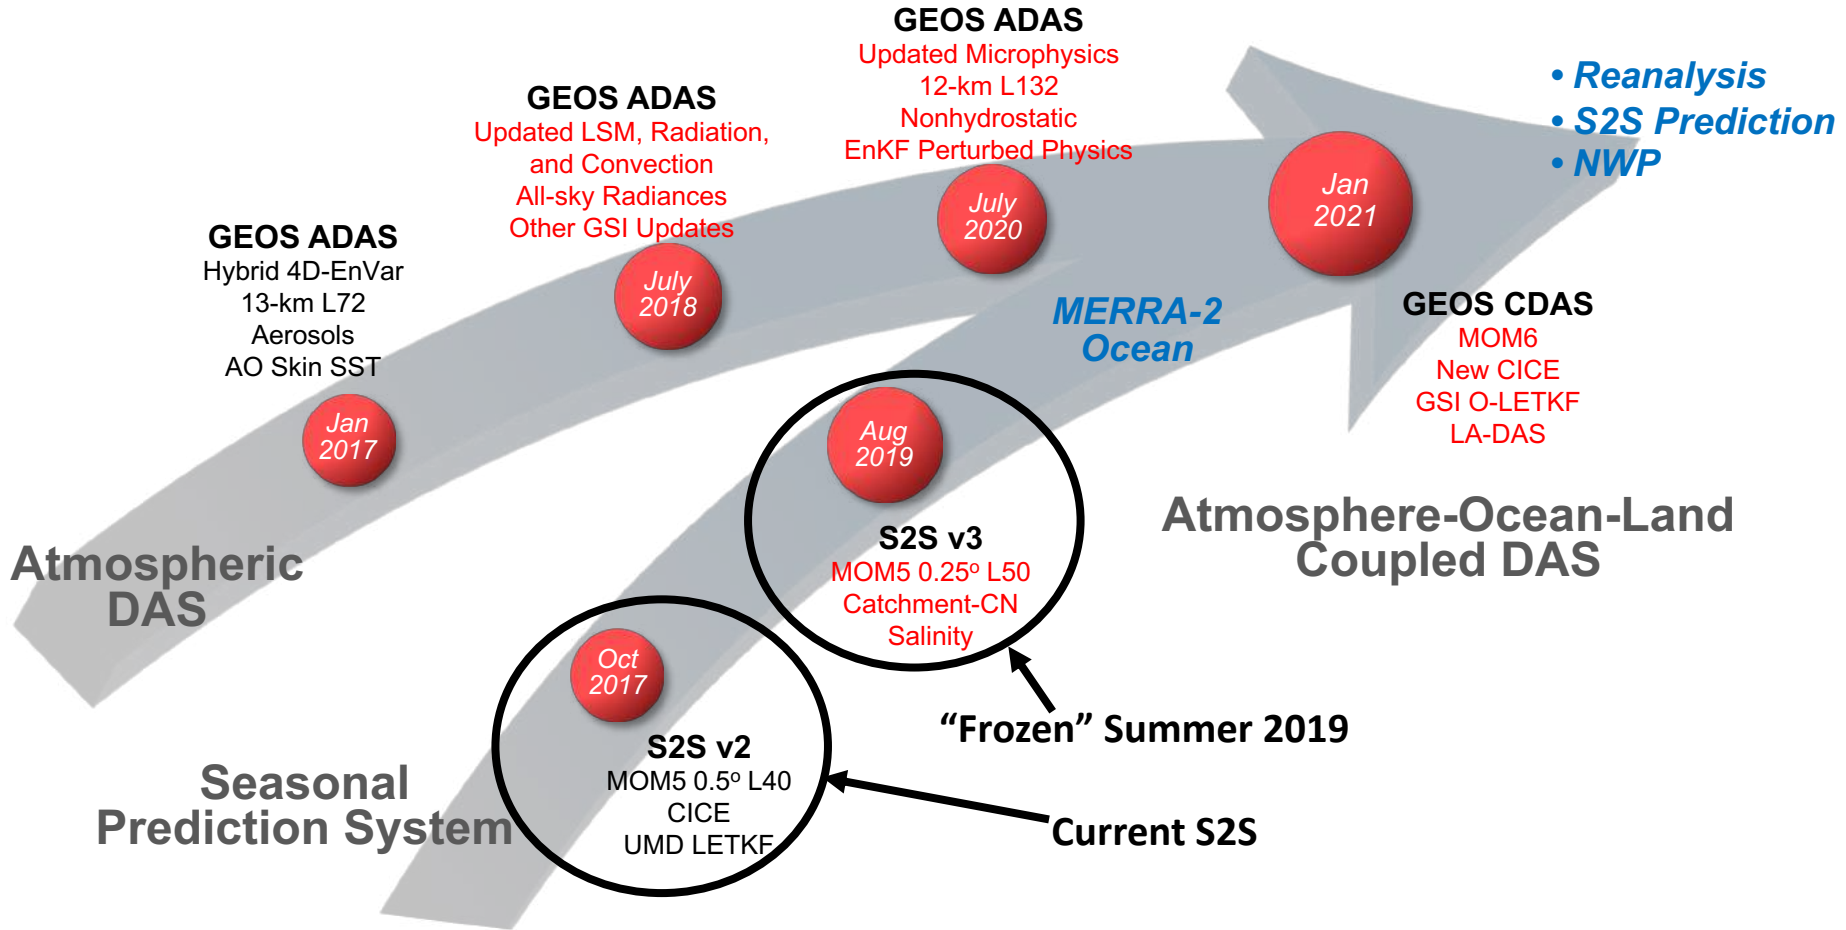 GEOS ADAS
Updated Microphysics
12-km L132
Nonhydrostatic
EnKF Perturbed Physics
• Reanalysis
• S2S Prediction
• NWP
GEOS ADAS
Updated LSM, Radiation,
and Convection
All-sky Radiances
Other GSI Updates
GEOS ADAS
Hybrid 4D-EnVar
13-km L72
Aerosols
AO Skin SST
Jan
2017
July
2018
July
2020
Jan
2021
MERRA-2
Ocean
GEOS CDAS
MOM6
New CICE
GSI O-LETKF
LA-DAS
Aug
2019
S2S v3
MOM5 0.25º L50
Catchment-CN
Salinity
Atmosphere-Ocean-Land
Coupled DAS
Atmospheric
DAS
Oct
2017
S2S v2
MOM5 0.5º L40
CICE
UMD LETKF
“Frozen” Summer 2019
Current S2S
Seasonal
Prediction System